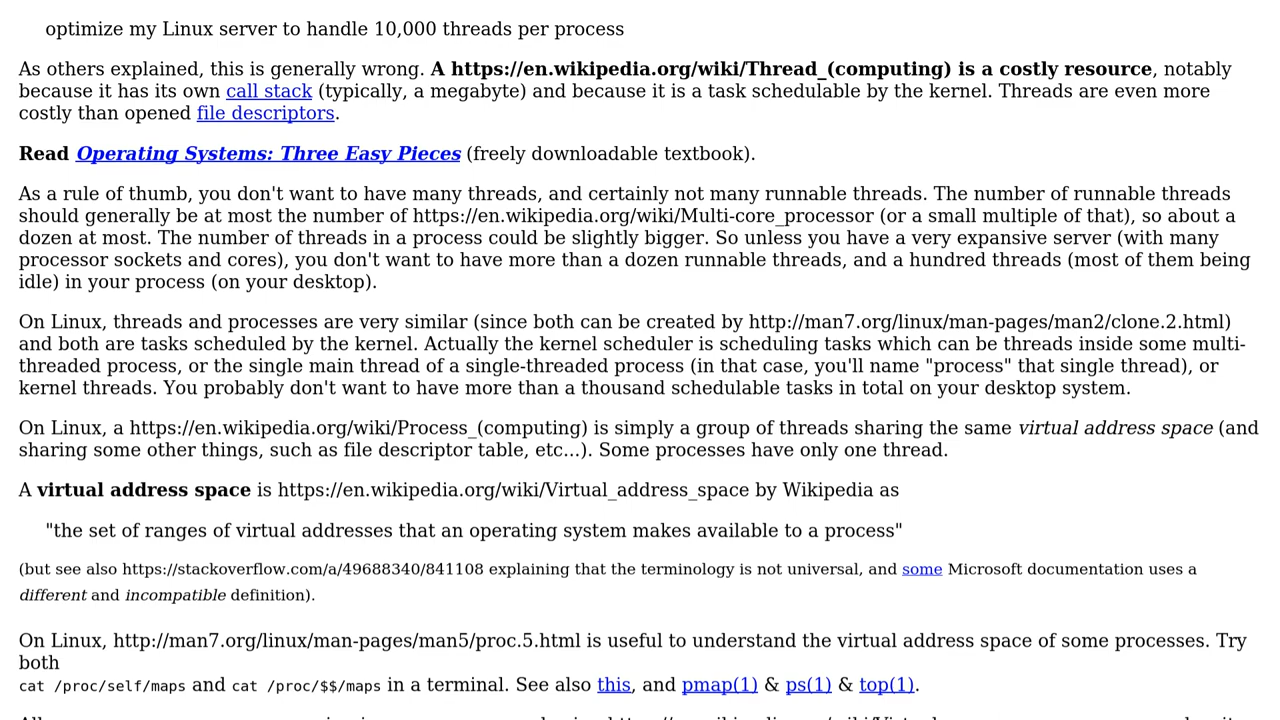 optimize my Linux server to handle 10,000 threads per process
As others explained, this is generally wrong. A https://en.wikipedia.org/wiki/Thread_(computing) is a costly resource, notably
because it has its own call stack (typically, a megabyte) and because it is a task schedulable by the kernel. Threads are even more
costly than opened file descriptors.
Read Operating Systems: Three Easy Pieces (freely downloadable textbook).
As a rule of thumb, you don't want to have many threads, and certainly not many runnable threads. The number of runnable threads
should generally be at most the number of https://en.wikipedia.org/wiki/Multi-core_processor (or a small multiple of that), so about a
dozen at most. The number of threads in a process could be slightly bigger. So unless you have a very expansive server (with many
processor sockets and cores), you don't want to have more than a dozen runnable threads, and a hundred threads (most of them being
idle) in your process (on your desktop).
On Linux, threads and processes are very similar (since both can be created by http://man7.org/linux/man-pages/man2/clone.2.html)
and both are tasks scheduled by the kernel. Actually the kernel scheduler is scheduling tasks which can be threads inside some multi-
threaded process, or the single main thread of a single-threaded process (in that case, you'll name "process" that single thread), or
kernel threads. You probably don't want to have more than a thousand schedulable tasks in total on your desktop system.
On Linux, a https://en.wikipedia.org/wiki/Process_(computing) is simply a group of threads sharing the same virtual address space (and
sharing some other things, such as file descriptor table, etc...). Some processes have only one thread.
A virtual address space is https://en.wikipedia.org/wiki/Virtual_address_space by Wikipedia as
"the set of ranges of virtual addresses that an operating system makes available to a process"
(but see also https://stackoverflow.com/a/49688340/841108 explaining that the terminology is not universal, and some Microsoft documentation uses a
different and incompatible definition).
On Linux, http://man7.org/linux/man-pages/man5/proc.5.html is useful to understand the virtual address space of some processes. Try
both
cat /proc/self/maps and cat /proc/$$/maps in a terminal. See also this, and pmap(1) & ps(1) & top(1).